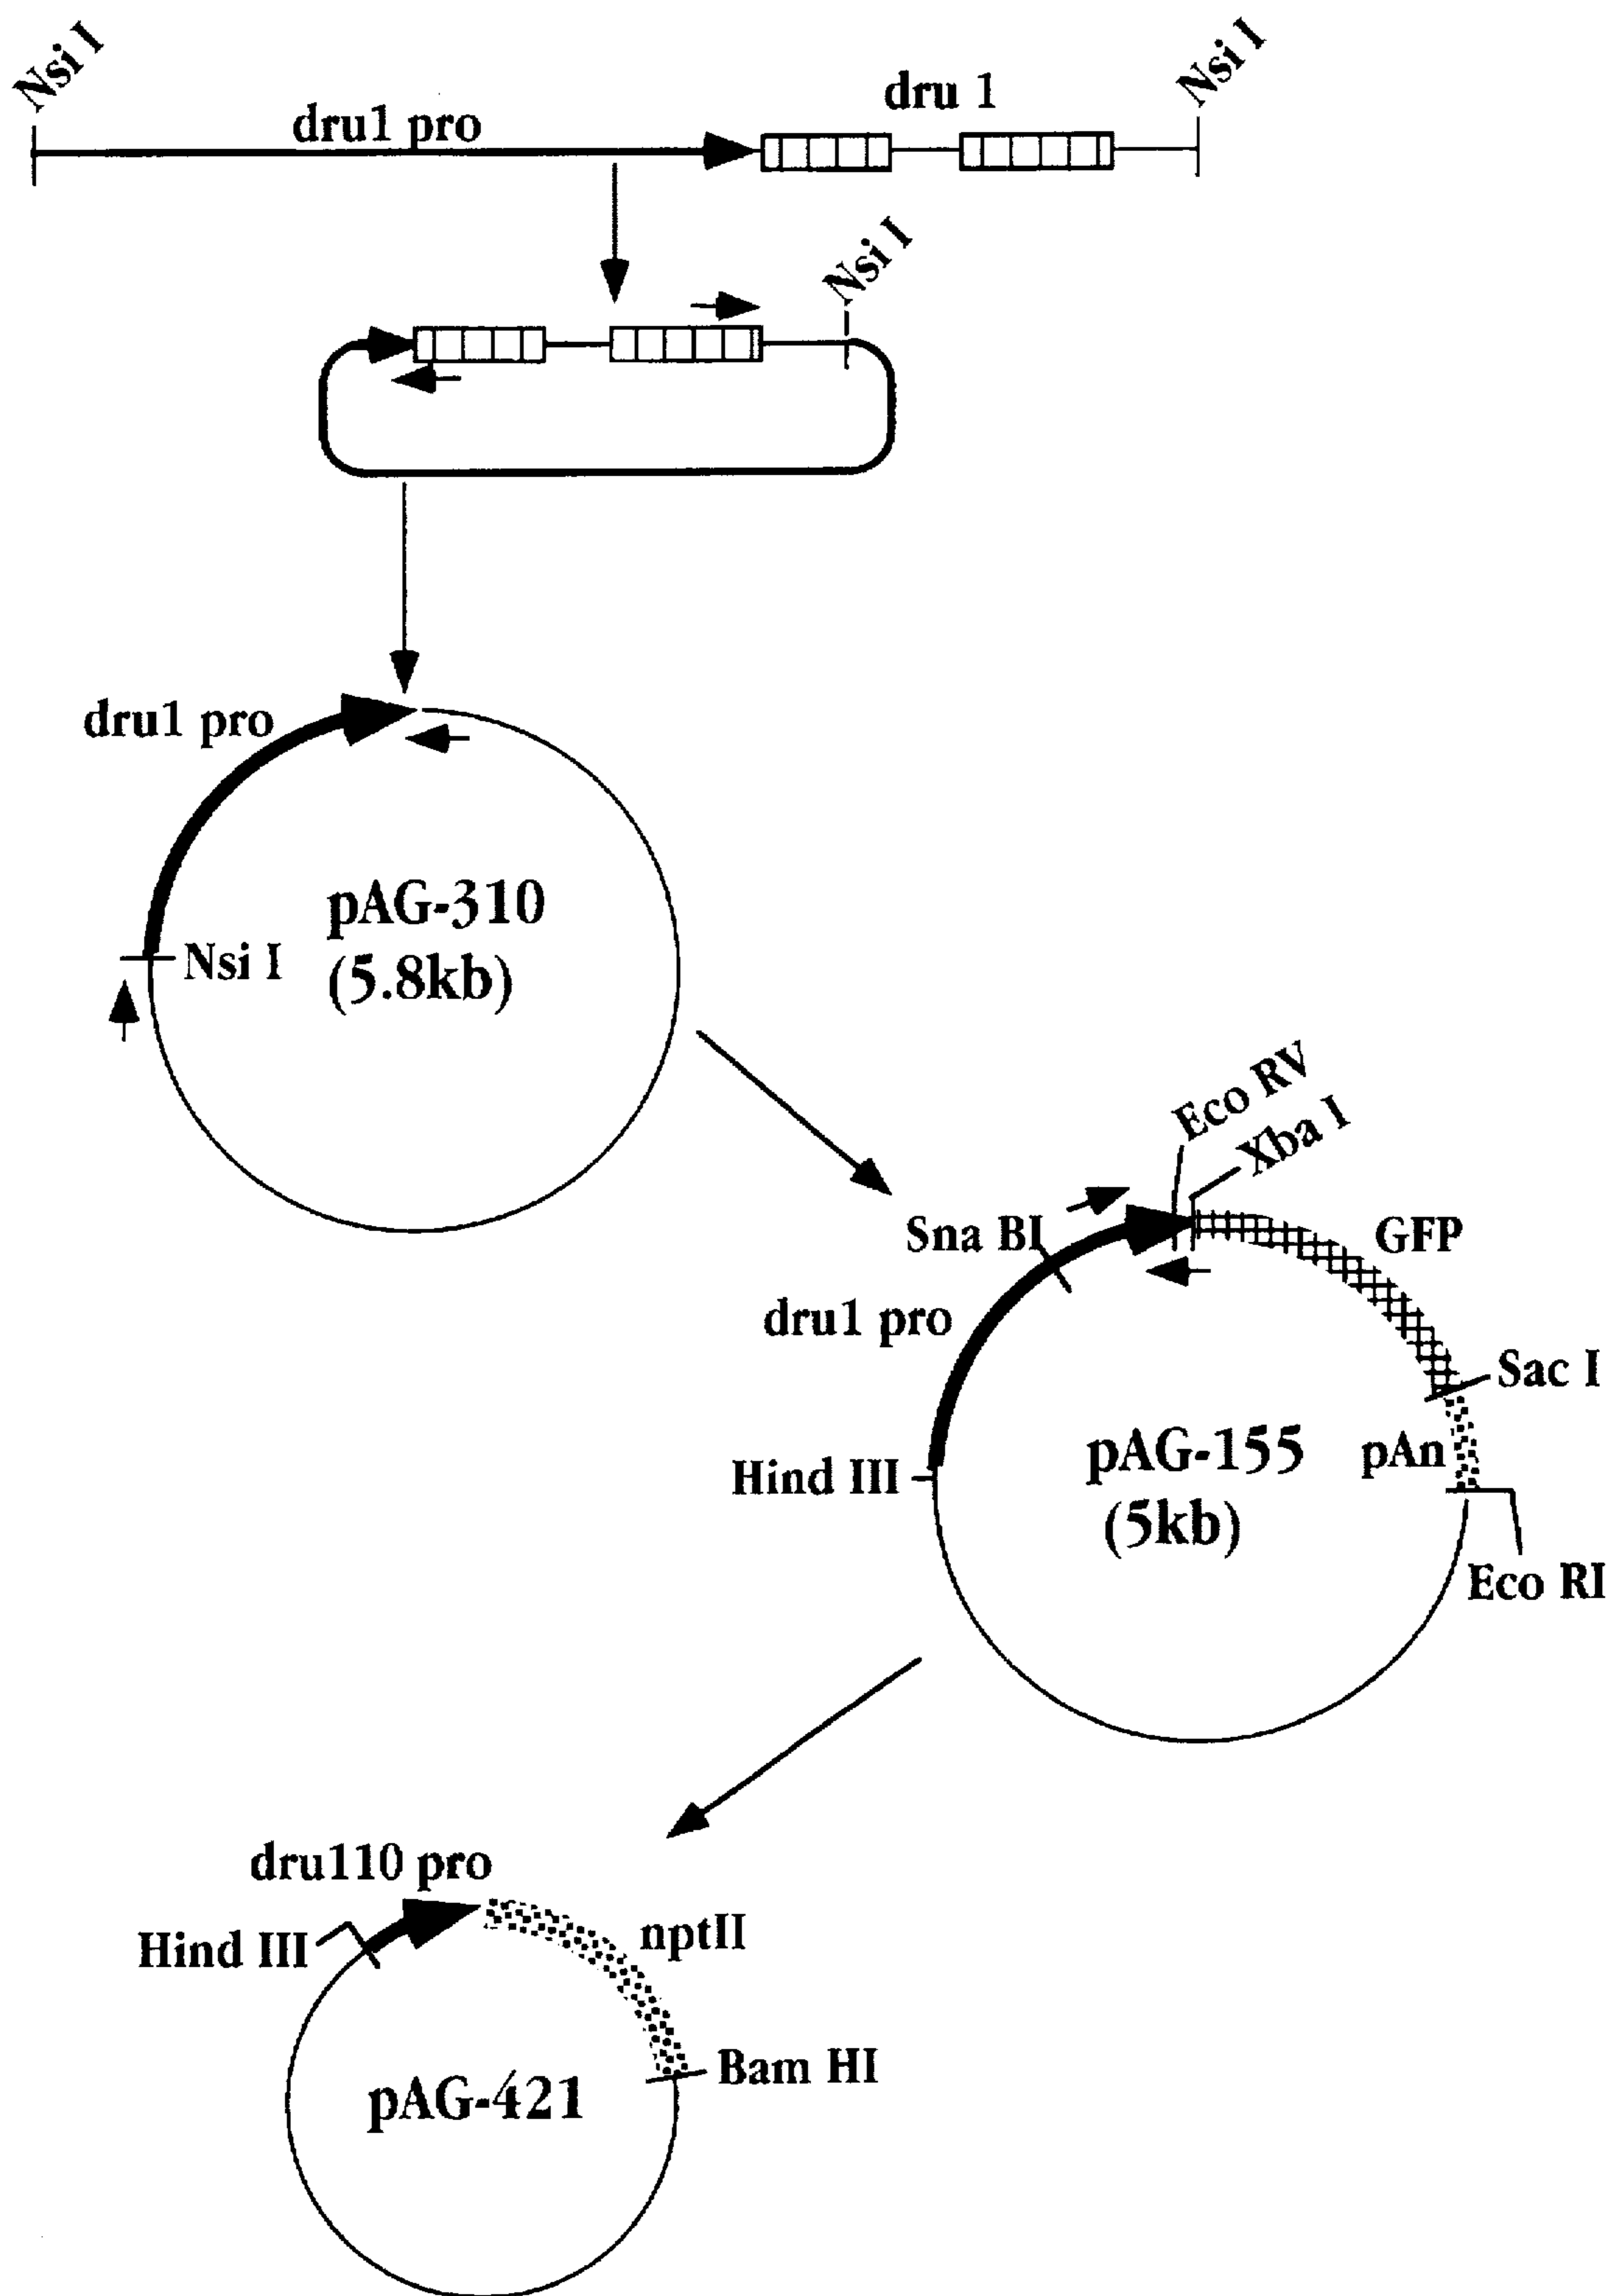 Nsi I
Nsi I
dru 1
dru1 pro
Nsi I
dru1 pro
pAG-310
(5.8kb)
Nsi I
Eco RV
Xba I
Sna BI
GFP
dru1 pro
Sac I
pAG-155
(5kb)
pAn
Hind III
Eco RI
dru110 pro
nptII
Hind III
Bam HI
pAG-421